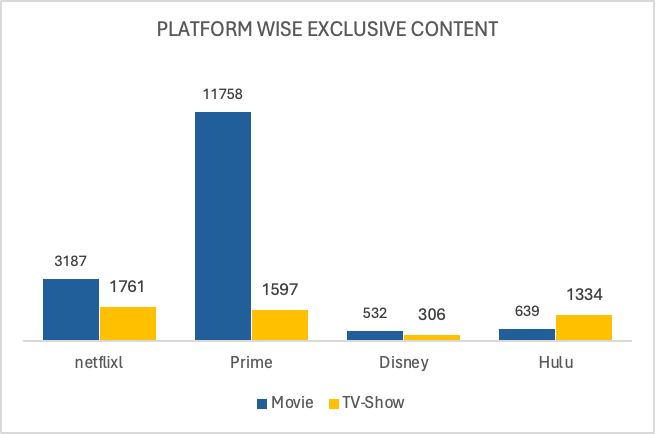 PLATFORM WISE EXCLUSIVE CONTENT
11758
3187
1761
1597
532
306
639
1334
netflixl
Prime
Disney
Hulu
Movie
TV-Show